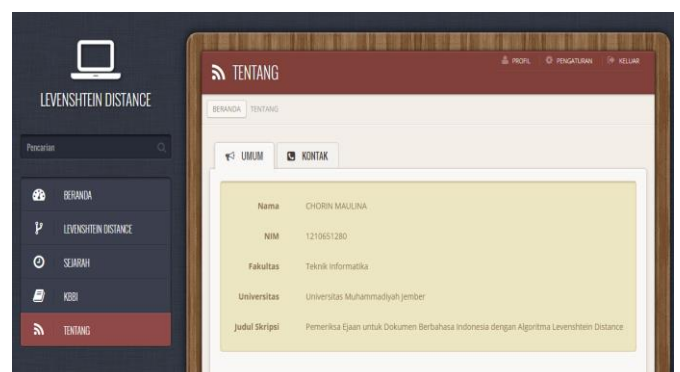 LEVENSHTEIN DISTANCE
Pencarian
BERANDA
LEVENSHTEIN DISTANCE
SEJARAH
KBBI
TENTANG
TENTANG
PROFIL PENGATURAN KELUAR
BERANDA TENTANG
UMUM KONTAK
Nama CHORIN MAULINA
NIM 1210651280
Fakultas Teknik Informatika
Universitas Universitas Muhammadiyah Jember
Judul Skripsi Pemeriksa Ejaan untuk Dokumen Berbahasa Indonesia dengan Algoritma Levenshtein Distance